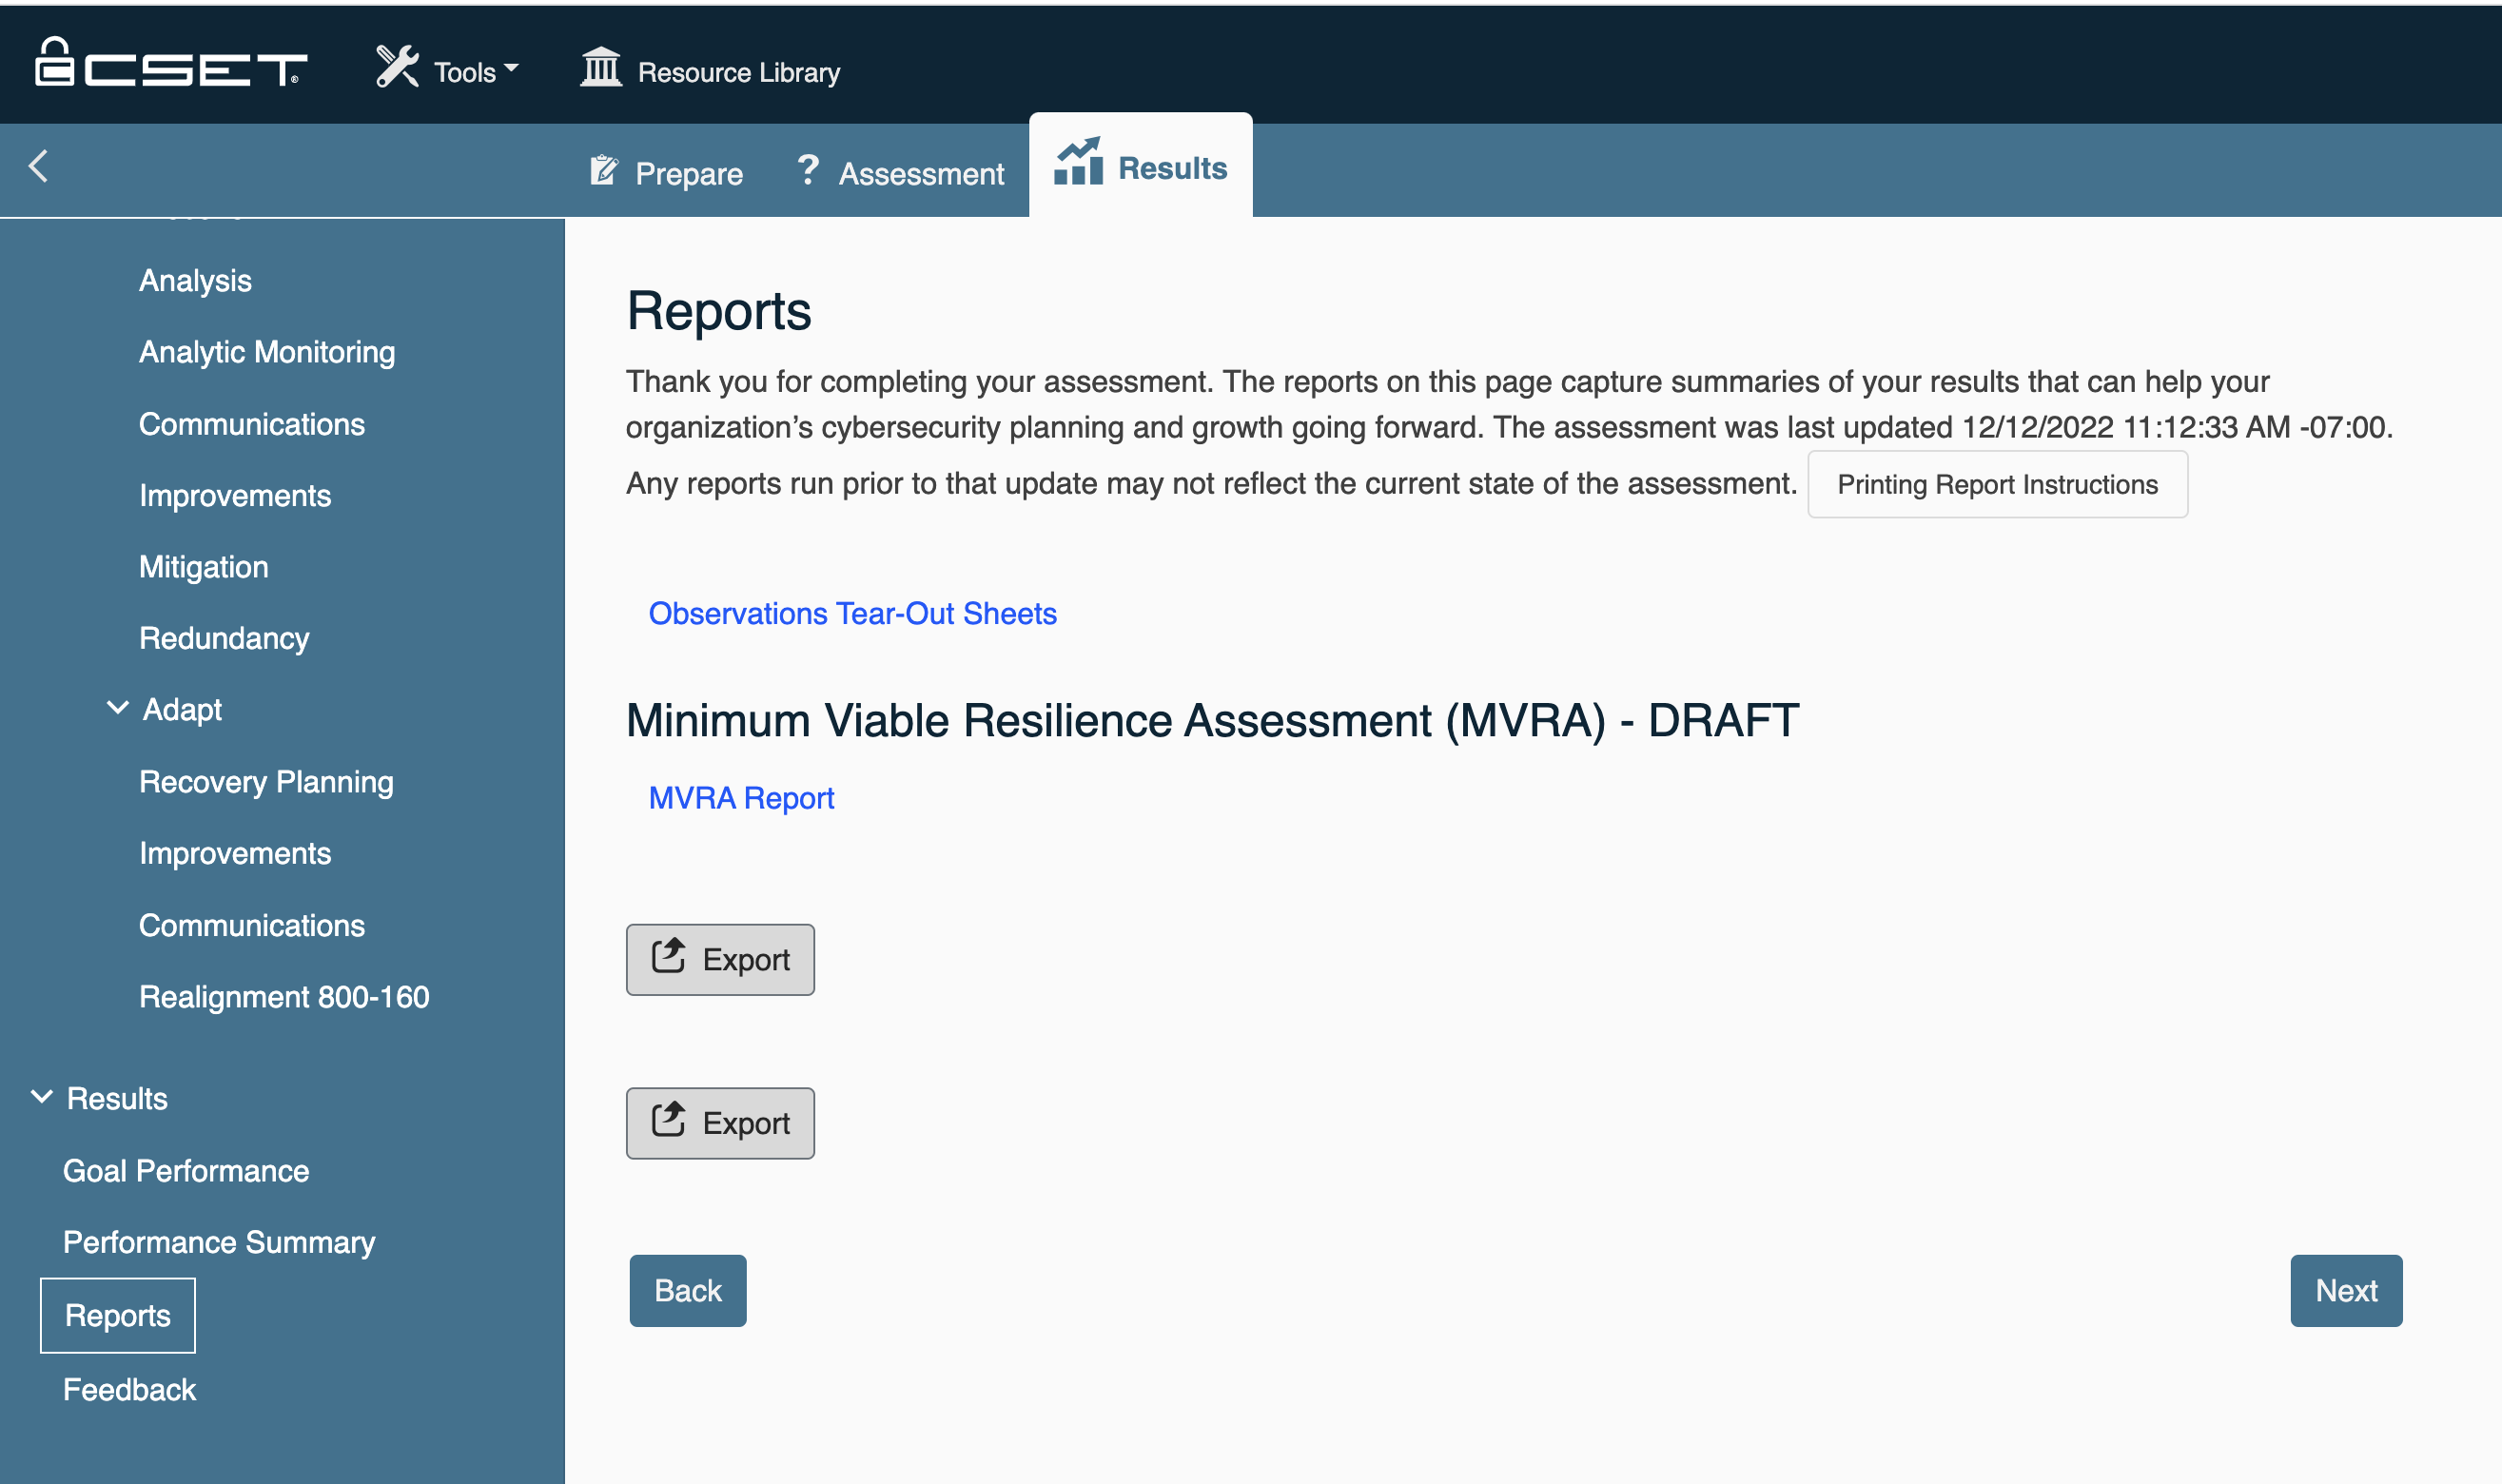 CSET®
Tools
Resource Library
Prepare
? Assessment
Results
Analysis
Analytic Monitoring
Communications
Improvements
Mitigation
Redundancy
Adapt
Recovery Planning
Improvements
Communications
Realignment 800-160
Results
Goal Performance
Performance Summary
Reports
Feedback
Reports
Thank you for completing your assessment. The reports on this page capture summaries of your results that can help your
organization’s cybersecurity planning and growth going forward. The assessment was last updated 12/12/2022 11:12:33 AM -07:00.
Any reports run prior to that update may not reflect the current state of the assessment. Printing Report Instructions
Observations Tear-Out Sheets
Minimum Viable Resilience Assessment (MVRA) - DRAFT
MVRA Report
Export
Export
Back
Next